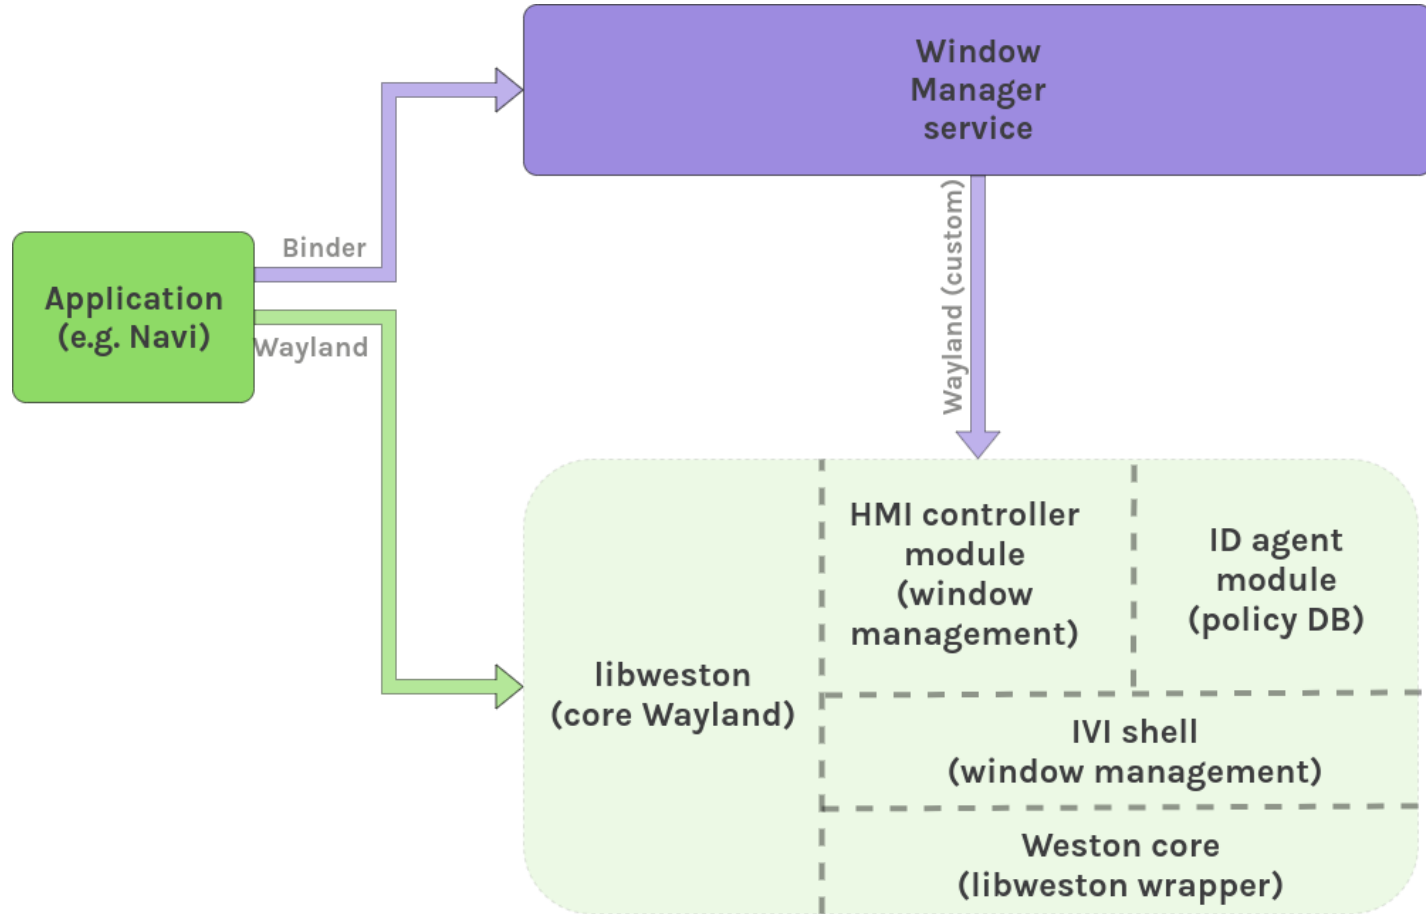 Window
Manager
service
Binder
Application
(e.g. Navi)
Wayland
Wayland (custom)
HMI controller
module
(window
management)
ID agent
module
(policy DB)
libweston
(core Wayland)
IVI shell
(window management)
Weston core
(libweston wrapper)